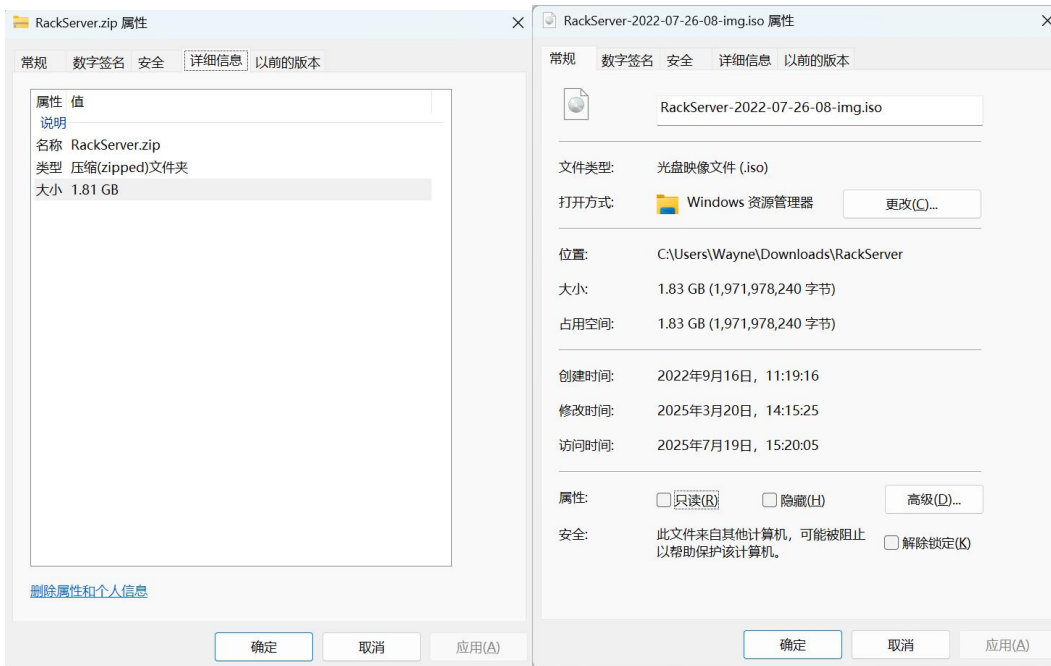 RackServer.zip 属性
常规 数字签名 安全 详细信息 以前的版本
属性 值
说明
名称 RackServer.zip
类型 压缩(zipped)文件夹
大小 1.81 GB
删除属性和个人信息
确定 取消 应用(A)
RackServer-2022-07-26-08-img.iso 属性
常规 数字签名 安全 详细信息 以前的版本
RackServer-2022-07-26-08-img.iso
文件类型: 光盘映像文件 (.iso)
打开方式: Windows 资源管理器 更改(C)...
位置: C:\Users\Wayne\Downloads\RackServer
大小: 1.83 GB (1,971,978,240 字节)
占用空间: 1.83 GB (1,971,978,240 字节)
创建时间: 2022年9月16日，11:19:16
修改时间: 2025年3月20日，14:15:25
访问时间: 2025年7月19日，15:20:05
属性: 只读(R) 隐藏(H) 高级(D)...
安全: 此文件来自其他计算机，可能被阻止 解除锁定(K)
以帮助保护该计算机。
确定 取消 应用(A)